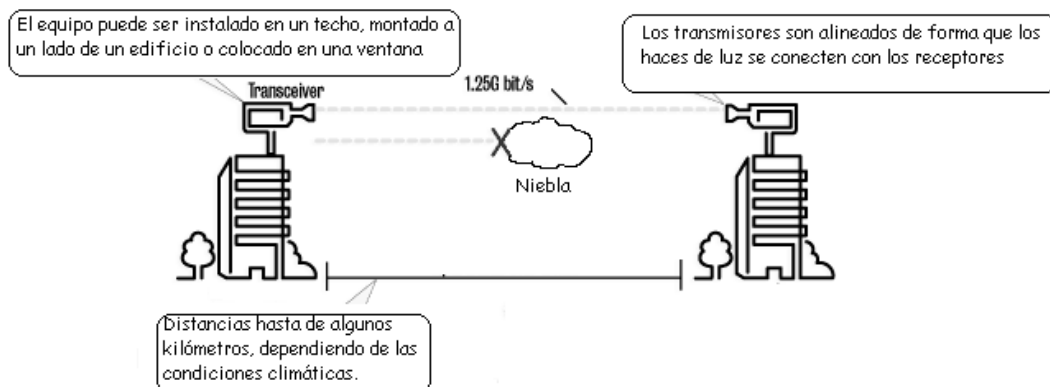 El equipo puede ser instalado en un techo, montado a
un lado de un edificio o colocado en una ventana
Los transmisores son alineados de forma que los
haces de luz se conecten con los receptores
Transceiver
1.25G bit/s
Niebla
Distancias hasta de algunos
kilómetros, dependiendo de las
condiciones climáticas.